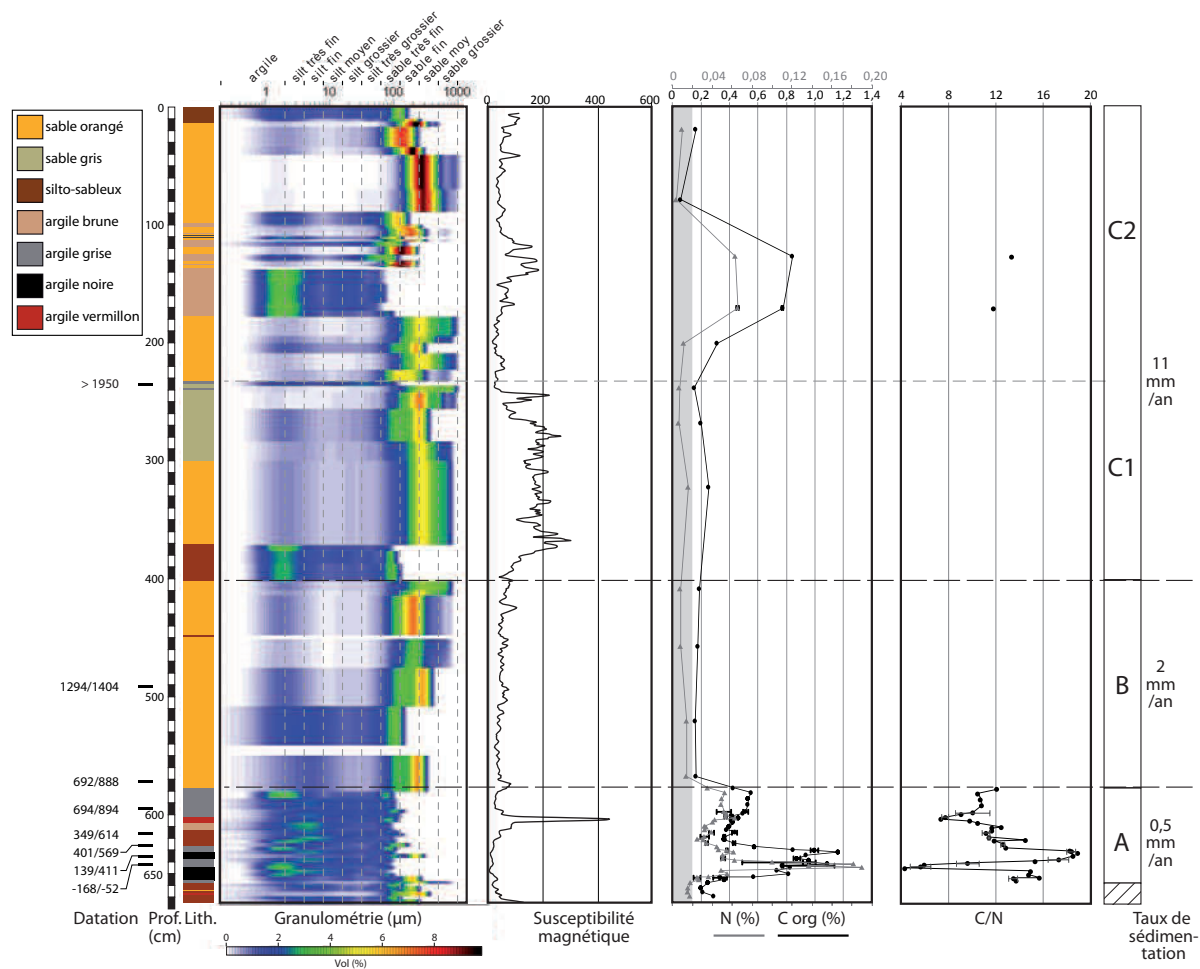 argile
silt très fin
silt fin
silt moyen
silt grossier
silt très grossier
sable très fin
sable fin
sable moy
sable grossier
1 10 100 1000
0 200 400 600
0 0,04 0,08 0,12 0,16 0,20
0 0,2 0,4 0,6 0,8 1 1,2 1,4
4 8 12 16 20
sable orangé
sable gris
silto-sableux
argile brune
argile grise
argile noire
argile vermillon
0
100
200
300
400
500
600
650
> 1950
1294/1404
692/888
694/894
349/614
401/569
139/411
-168/-52
C2
C1
B
A
11
mm
/an
2
mm
/an
0,5
mm
/an
Datation
Prof.
(cm)
Lith.
Granulométrie (µm)
Susceptibilité
magnétique
N (%)
C org (%)
C/N
Taux de
sédimen-
tation
0 2 4 6 8
Vol (%)